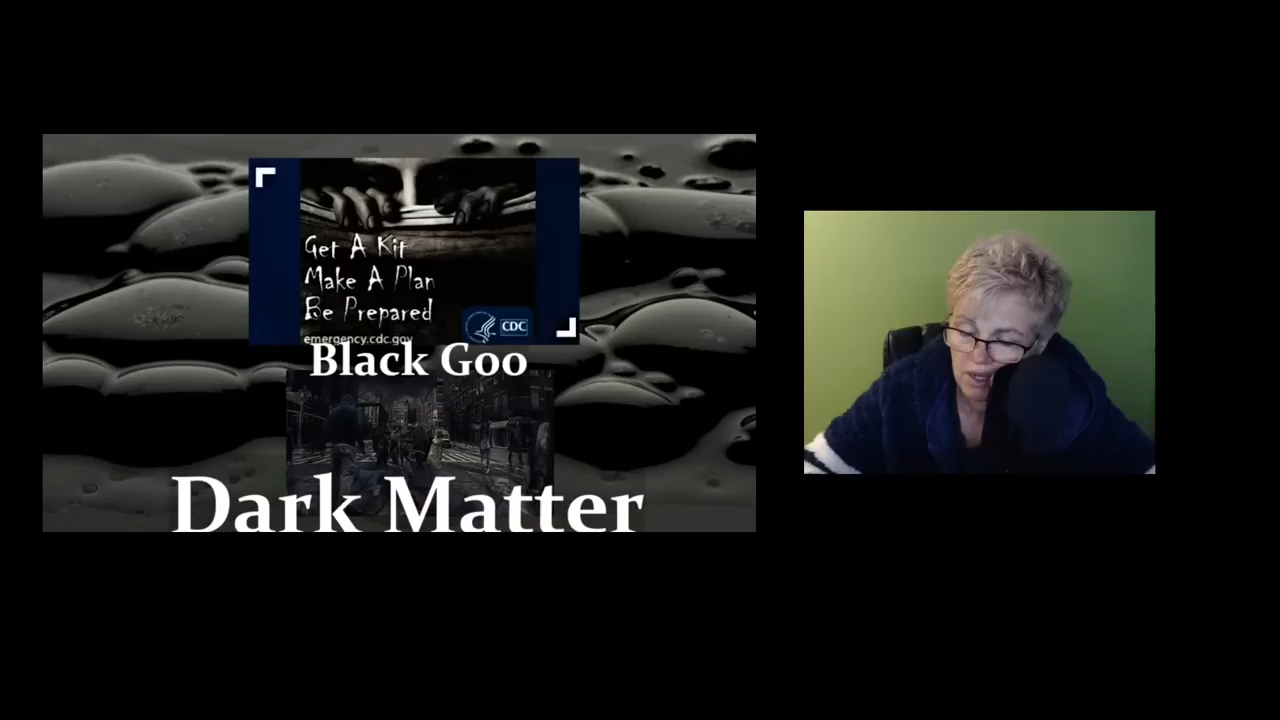 Get A Kit
Make A Plan
Be Prepared
CDC
emergency.cdc.gov
Black Goo
Dark Matter